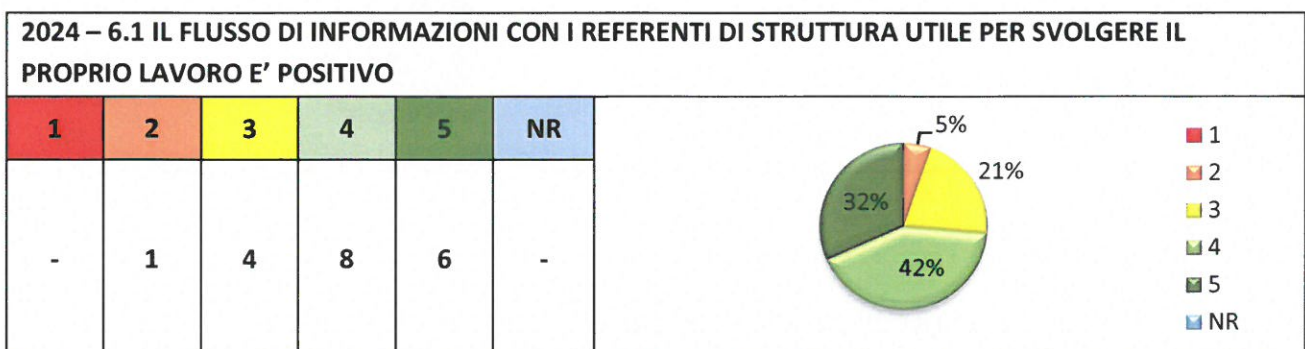 2024 – 6.1 IL FLUSSO DI INFORMAZIONI CON I REFERENTI DI STRUTTURA UTILE PER SVOLGERE IL
PROPRIO LAVORO E' POSITIVO
1 2 3 4 5 NR
- 1 4 8 6 -
5%
21%
32%
42%
1
2
3
4
5
NR